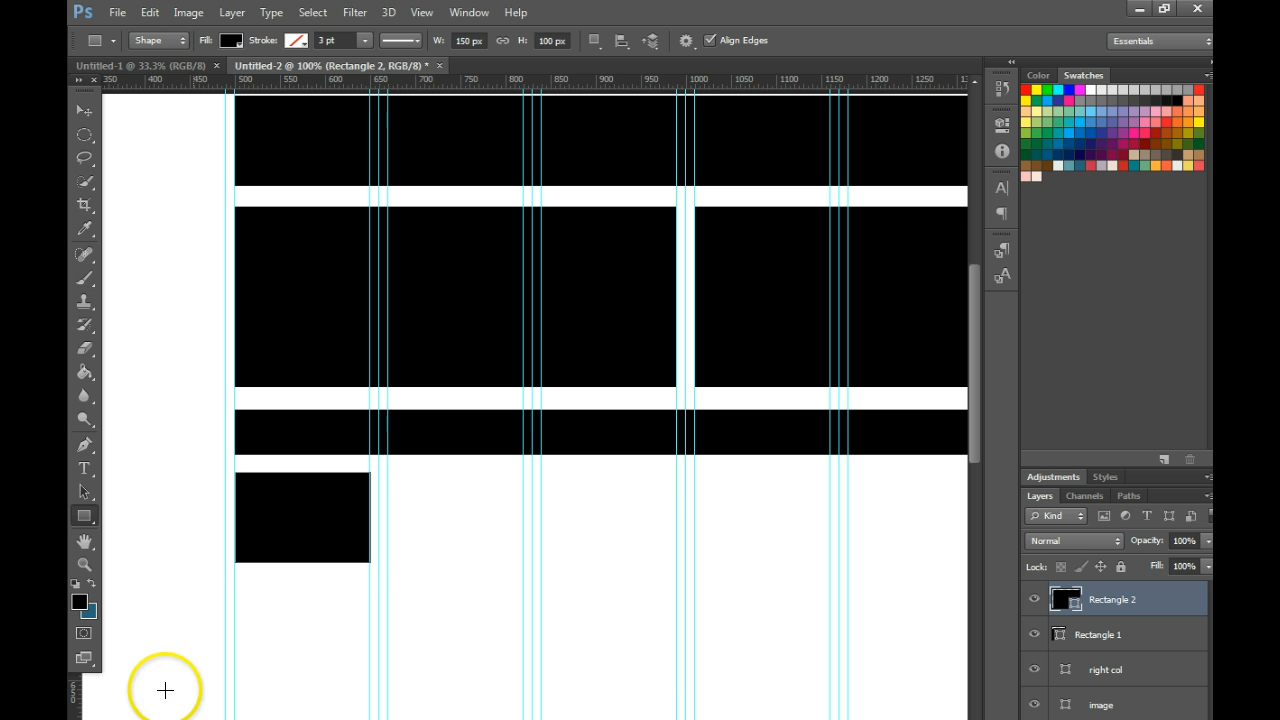 Ps File Edit Image Layer Type Select Filter 3D View Window Help
Shape Fill: Stroke: 3 pt W: 150 px H: 100 px Align Edges Essentials
Untitled-1 @ 33.3% (RGB/8) × Untitled-2 @ 100% (Rectangle 2, RGB/8) * ×
350 400 450 500 550 600 650 700 750 800 850 900 950 1000 1050 1100 1150 1200 1250
Color Swatches
Adjustments Styles
Layers Channels Paths
Kind
Normal Opacity: 100%
Lock: Fill: 100%
Rectangle 2
Rectangle 1
right col
image